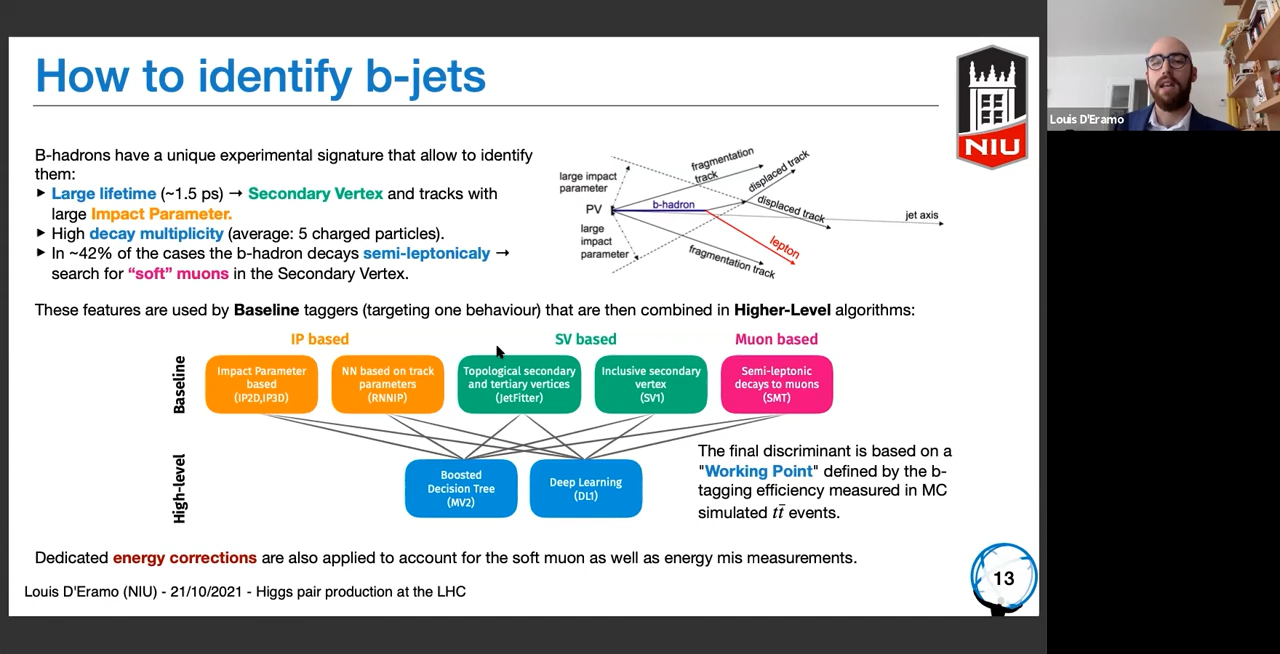 How to identify b-jets
NIU
Louis D'Eramo
B-hadrons have a unique experimental signature that allow to identify
them:
▸ Large lifetime (~1.5 ps) → Secondary Vertex and tracks with
large Impact Parameter.
▸ High decay multiplicity (average: 5 charged particles).
▸ In ~42% of the cases the b-hadron decays semi-leptonicaly →
search for “soft” muons in the Secondary Vertex.
large impact
parameter
PV
large
impact
parameter
b-hadron
fragmentation
track
displaced track
displaced track
jet axis
lepton
fragmentation track
These features are used by Baseline taggers (targeting one behaviour) that are then combined in Higher-Level algorithms:
IP based
SV based
Muon based
Baseline
Impact Parameter
based
(IP2D,IP3D)
NN based on track
parameters
(RNNIP)
Topological secondary
and tertiary vertices
(JetFitter)
Inclusive secondary
vertex
(SV1)
Semi-leptonic
decays to muons
(SMT)
High-level
Boosted
Decision Tree
(MV2)
Deep Learning
(DL1)
The final discriminant is based on a
"Working Point" defined by the b-
tagging efficiency measured in MC
simulated tt̄ events.
Dedicated energy corrections are also applied to account for the soft muon as well as energy mis measurements.
Louis D'Eramo (NIU) - 21/10/2021 - Higgs pair production at the LHC
13